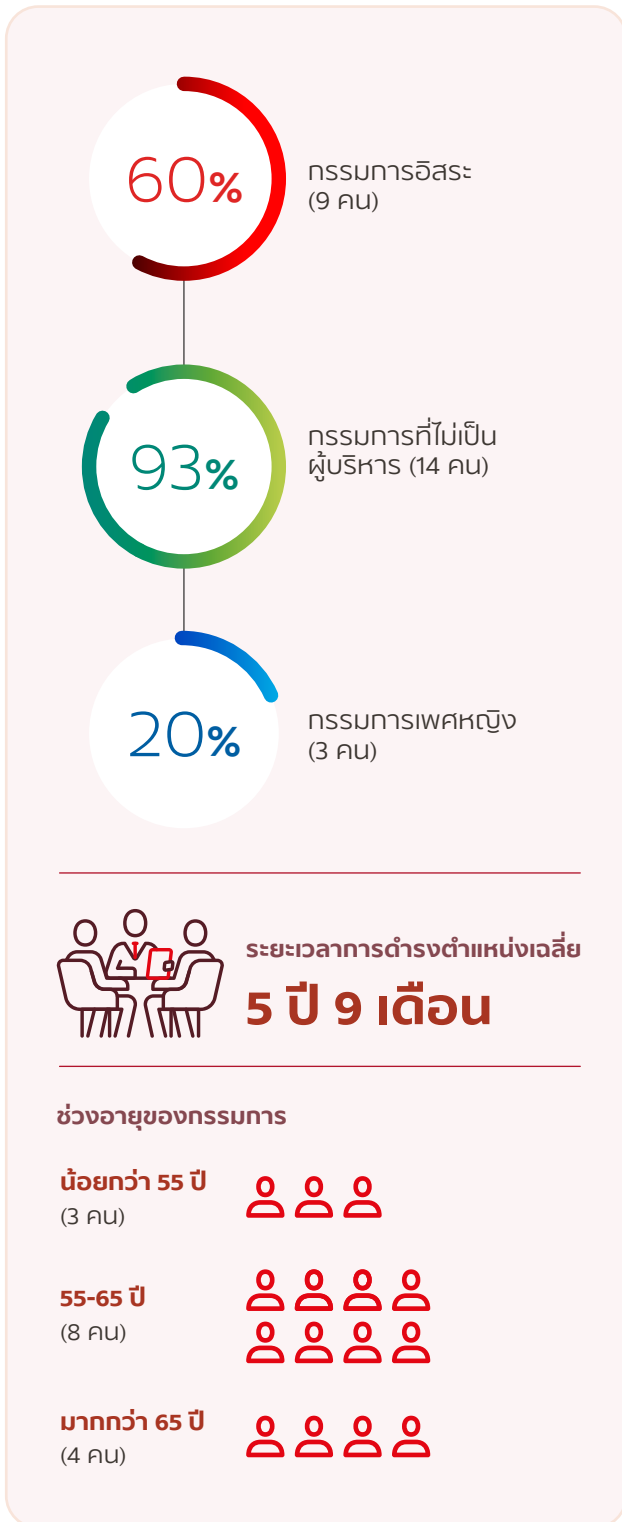 60%
กรรมการอิสระ
(9 คน)
93%
กรรมการที่ไม่เป็น
ผู้บริหาร (14 คน)
20%
กรรมการเพศหญิง
(3 คน)
ระยะเวลาการดำรงตำแหน่งเฉลี่ย
5 ปี 9 เดือน
ช่วงอายุของกรรมการ
น้อยกว่า 55 ปี
(3 คน)
55-65 ปี
(8 คน)
มากกว่า 65 ปี
(4 คน)